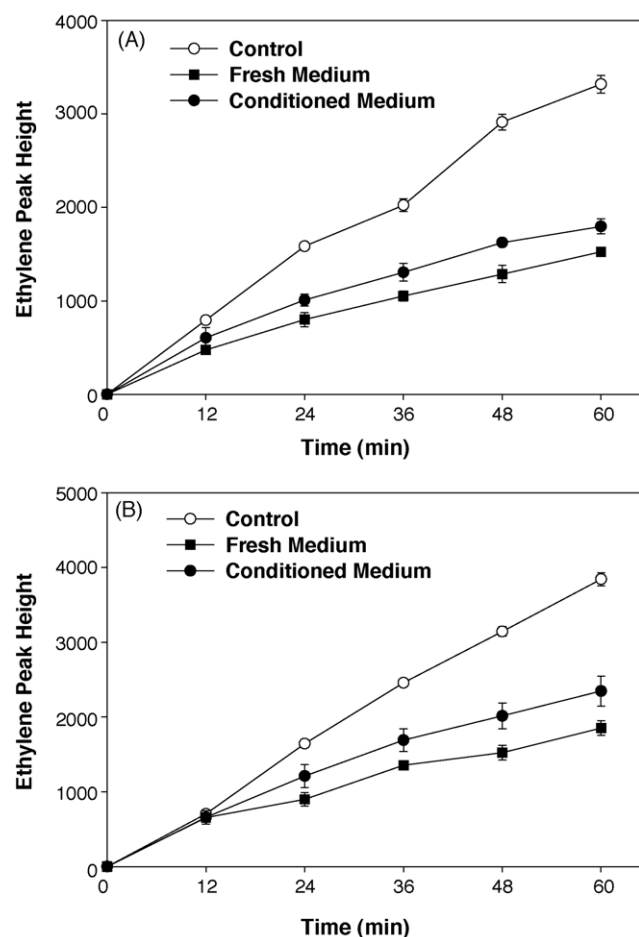 (A)
Control
Fresh Medium
Conditioned Medium
Ethylene Peak Height
4000
3000
2000
1000
0
0 12 24 36 48 60
Time (min)
(B)
Control
Fresh Medium
Conditioned Medium
Ethylene Peak Height
5000
4000
3000
2000
1000
0
0 12 24 36 48 60
Time (min)